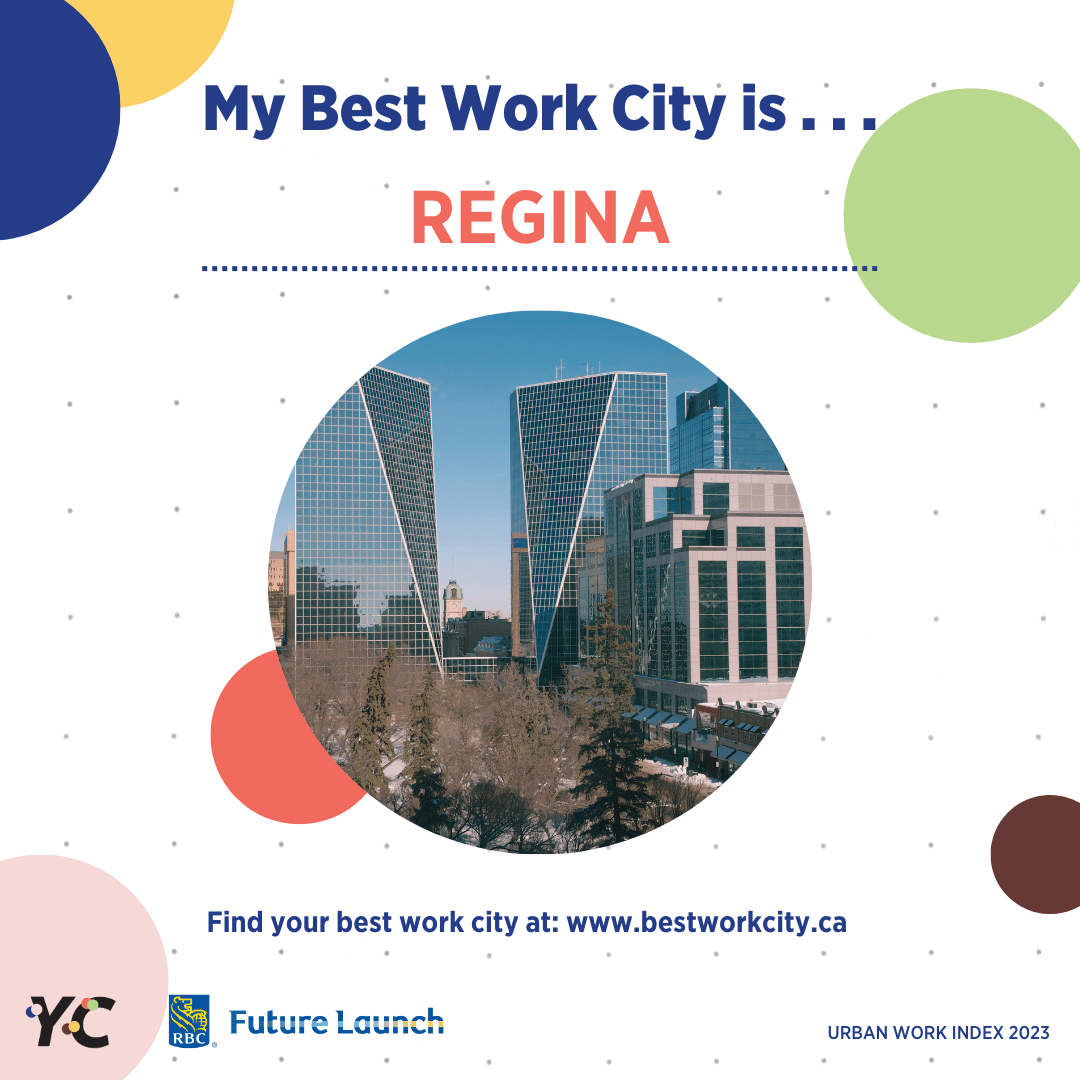 My Best Work City is . . .
REGINA
Find your best work city at: www.bestworkcity.ca
YC
RBC ®
Future Launch
URBAN WORK INDEX 2023